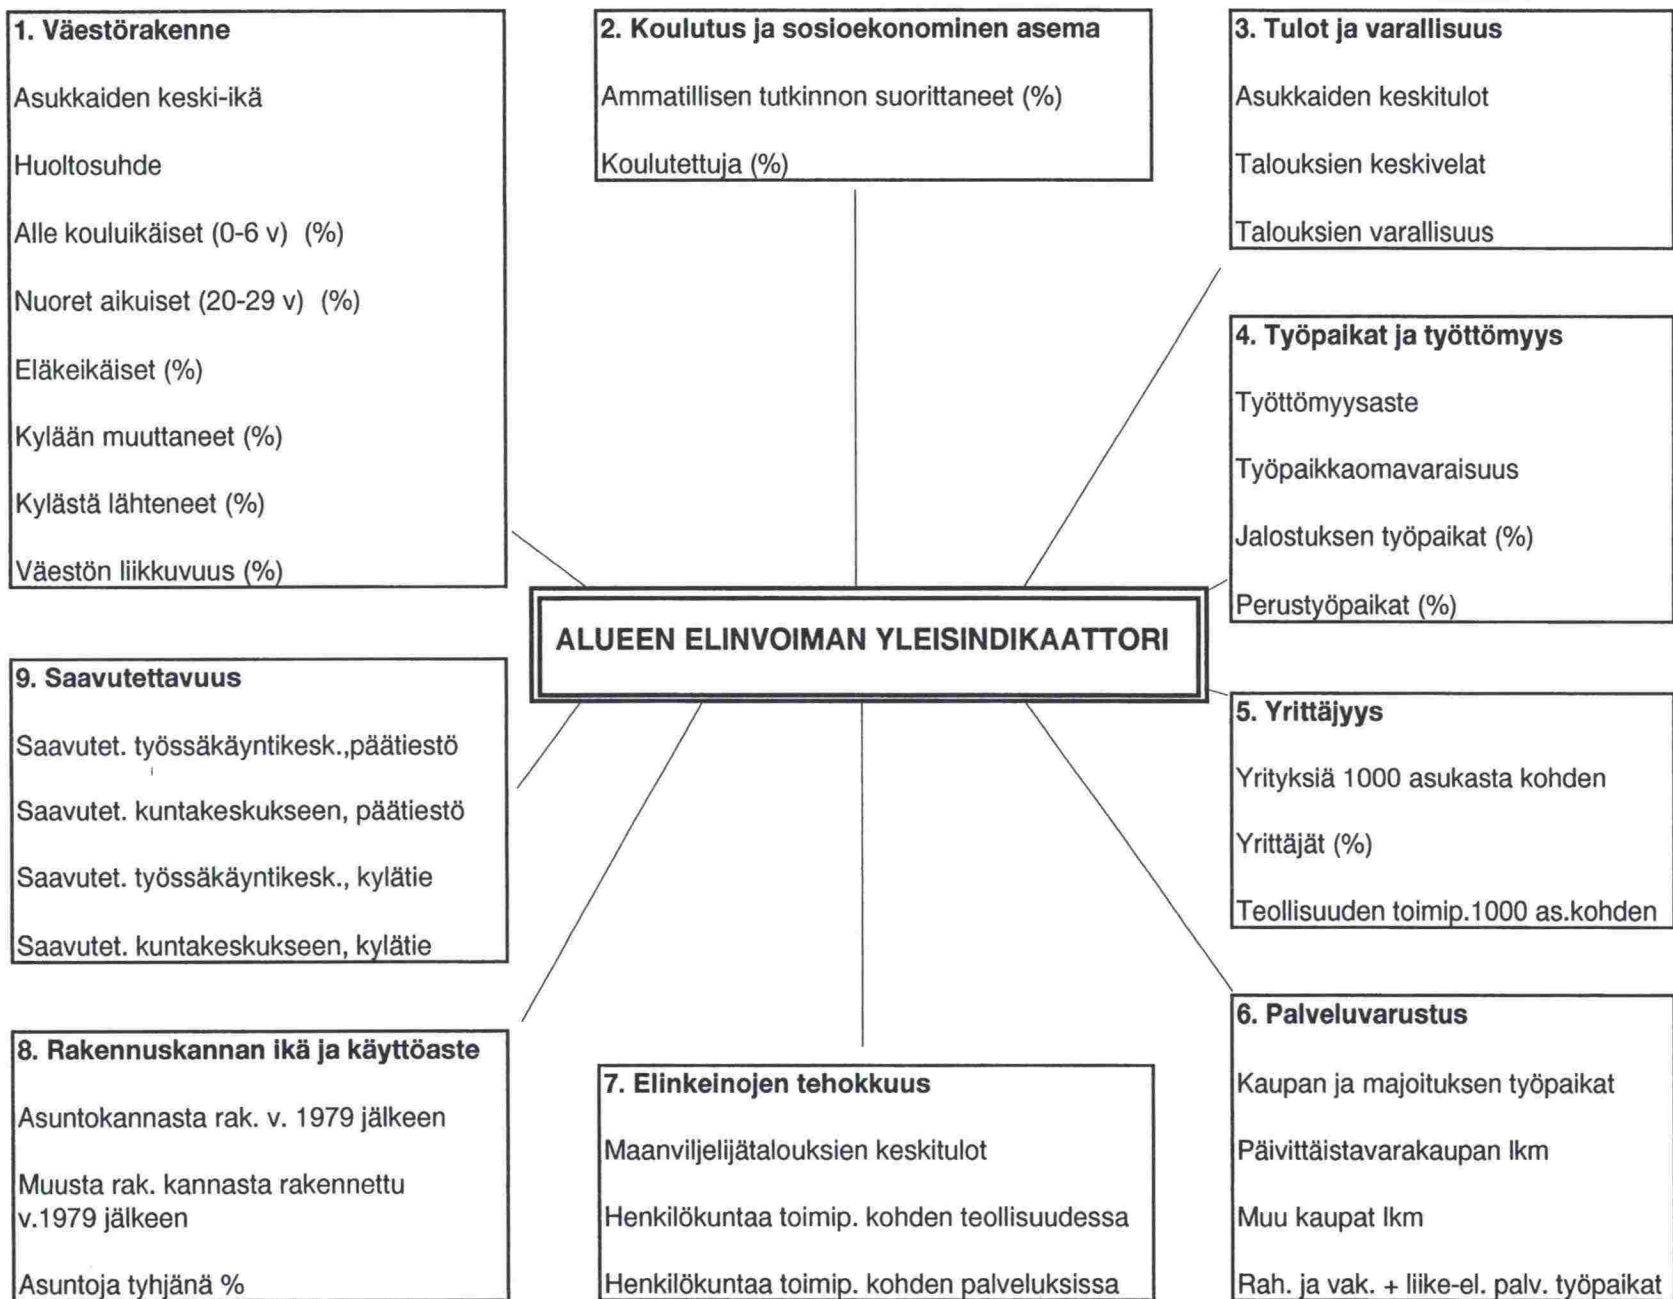 1. Väestörakenne
Asukkaiden keski-ikä
Huoltosuhde
Alle kouluikäiset (0-6 v) (%)
Nuoret aikuiset (20-29 v) (%)
Eläkeikäiset (%)
Kylään muuttaneet (%)
Kylästä lähteneet (%)
Väestön liikkuvuus (%)
2. Koulutus ja sosioekonominen asema
Ammatillisen tutkinnon suorittaneet (%)
Koulutettuja (%)
3. Tulot ja varallisuus
Asukkaiden keskitulot
Talouksien keskivelat
Talouksien varallisuus
4. Työpaikat ja työttömyys
Työttömyysaste
Työpaikkaomavaraisuus
Jalostuksen työpaikat (%)
Perustyöpaikat (%)
ALUEEN ELINVOIMAN YLEISINDIKAATTORI
5. Yrittäjyys
Yrityksiä 1000 asukasta kohden
Yrittäjät (%)
Teollisuuden toimip.1000 as.kohden
6. Palveluvarustus
Kaupan ja majoituksen työpaikat
Päivittäistavarakaupan lkm
Muu kaupat lkm
Rah. ja vak. + liike-el. palv. työpaikat
7. Elinkeinojen tehokkuus
Maanviljelijätalouksien keskitulot
Henkilökuntaa toimip. kohden teollisuudessa
Henkilökuntaa toimip. kohden palveluksissa
8. Rakennuskannan ikä ja käyttöaste
Asuntokannasta rak. v. 1979 jälkeen
Muusta rak. kannasta rakennettu
v.1979 jälkeen
Asuntoja tyhjänä %
9. Saavutettavuus
Saavutet. työssäkäyntikesk.,päätiestö
Saavutet. kuntakeskukseen, päätiestö
Saavutet. työssäkäyntikesk., kylätie
Saavutet. kuntakeskukseen, kylätie